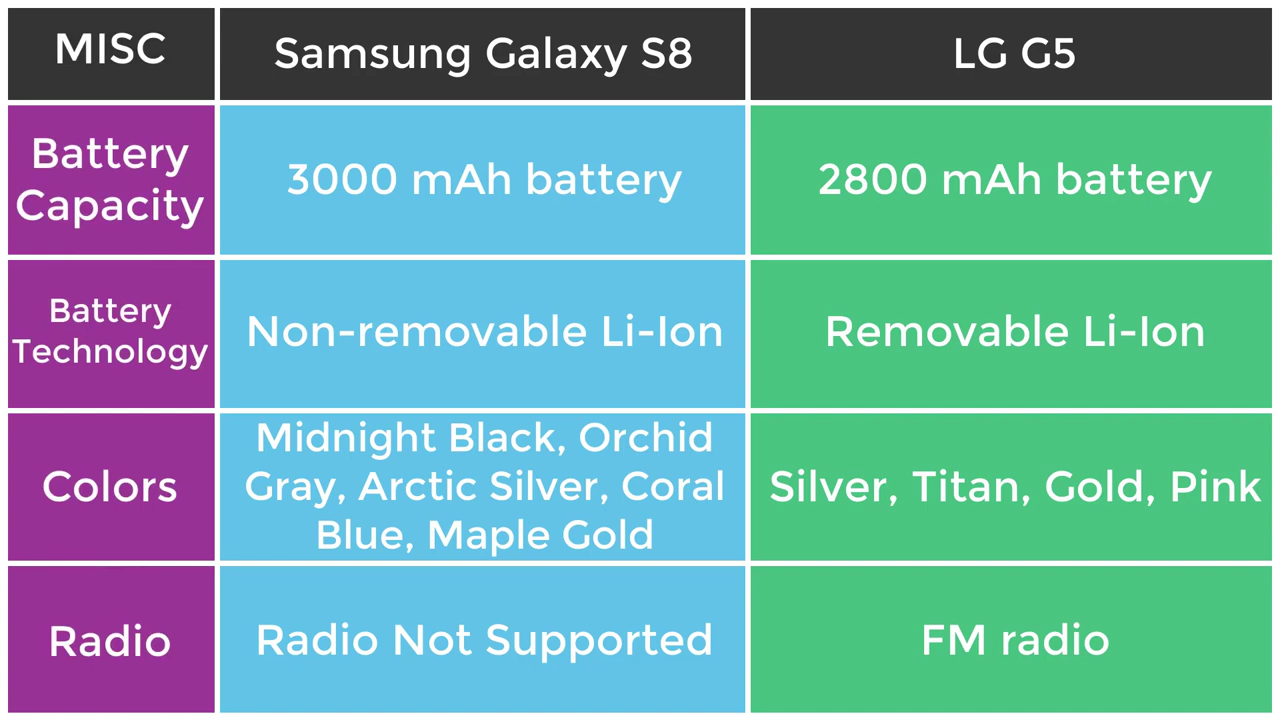 MISC
Samsung Galaxy S8
LG G5
Battery
Capacity
3000 mAh battery
2800 mAh battery
Battery
Technology
Non-removable Li-Ion
Removable Li-Ion
Colors
Midnight Black, Orchid
Gray, Arctic Silver, Coral
Blue, Maple Gold
Silver, Titan, Gold, Pink
Radio
Radio Not Supported
FM radio